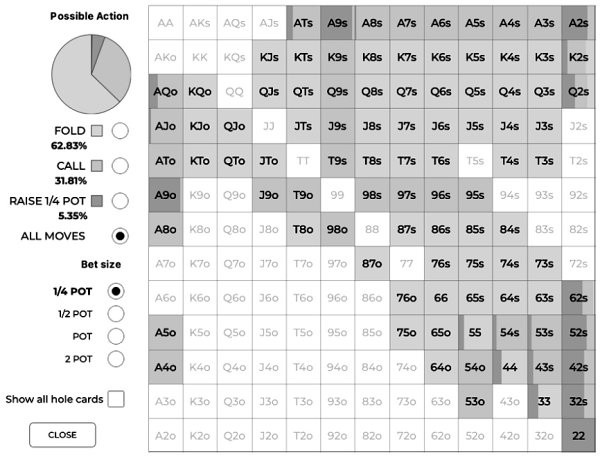 Possible Action
FOLD
62.83%
CALL
31.81%
RAISE 1/4 POT
5.35%
ALL MOVES
Bet size
1/4 POT
1/2 POT
POT
2 POT
Show all hole cards
CLOSE
AA AKs AQs AJs ATs A9s A8s A7s A6s A5s A4s A3s A2s
AKo KK KQs KJs KTs K9s K8s K7s K6s K5s K4s K3s K2s
AQo KQo QQ QJs QTs Q9s Q8s Q7s Q6s Q5s Q4s Q3s Q2s
AJo KJo QJo JJ JTs J9s J8s J7s J6s J5s J4s J3s J2s
ATo KTo QTo JTo TT T9s T8s T7s T6s T5s T4s T3s T2s
A9o K9o Q9o J9o T9o 99 98s 97s 96s 95s 94s 93s 92s
A8o K8o Q8o J8o T8o 98o 88 87s 86s 85s 84s 83s 82s
A7o K7o Q7o J7o T7o 97o 87o 77 76s 75s 74s 73s 72s
A6o K6o Q6o J6o T6o 96o 86o 76o 66 65s 64s 63s 62s
A5o K5o Q5o J5o T5o 95o 85o 75o 65o 55 54s 53s 52s
A4o K4o Q4o J4o T4o 94o 84o 74o 64o 54o 44 43s 42s
A3o K3o Q3o J3o T3o 93o 83o 73o 63o 53o 43o 33 32s
A2o K2o Q2o J2o T2o 92o 82o 72o 62o 52o 42o 32o 22